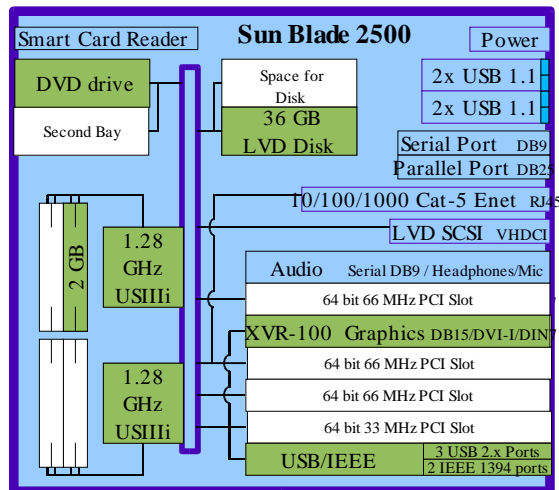 Smart Card Reader
Sun Blade 2500
Power
DVD drive
Second Bay
Space for
Disk
36 GB
LVD Disk
2x USB 1.1
2x USB 1.1
Serial Port DB9
Parallel Port DB25
10/100/1000 Cat-5 Enet RJ45
LVD SCSI VHDCI
2 GB
1.28
GHz
USIIIi
1.28
GHz
USIIIi
Audio Serial DB9 / Headphones/Mic
64 bit 66 MHz PCI Slot
XVR-100 Graphics DB15/DVI-I/DIN7
64 bit 66 MHz PCI Slot
64 bit 66 MHz PCI Slot
64 bit 33 MHz PCI Slot
USB/IEEE
3 USB 2.x Ports
2 IEEE 1394 ports